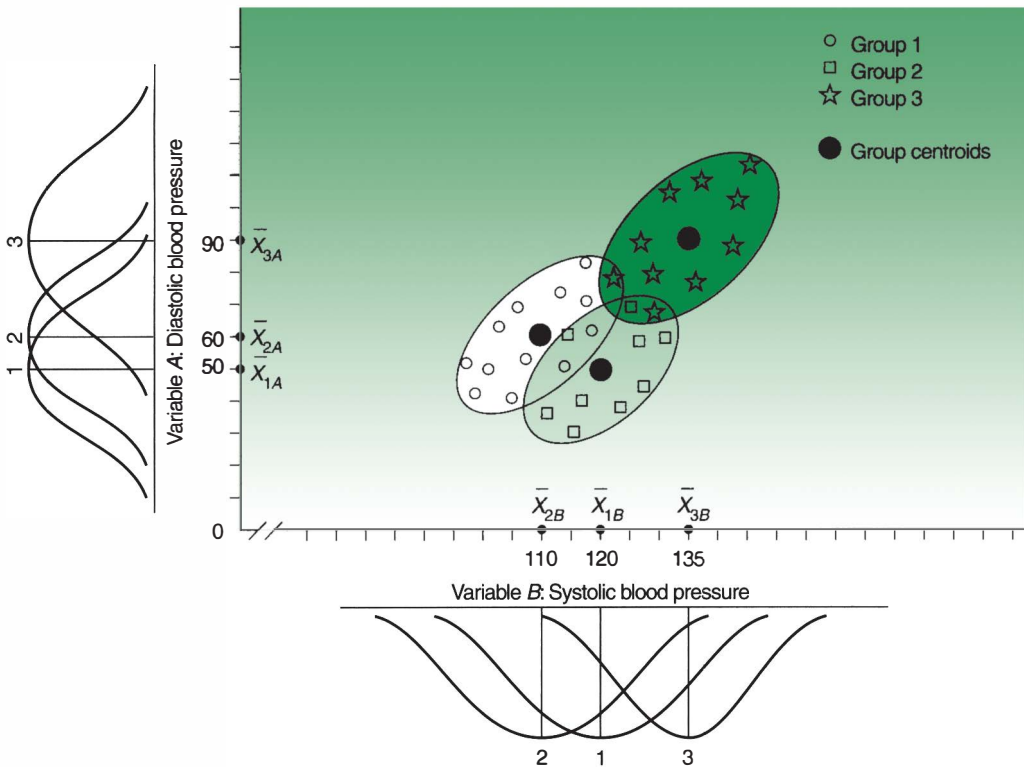 Group 1
Group 2
Group 3
Group centroids
Variable A: Diastolic blood pressure
3
2
1
90 X̄3A
60 X̄2A
50 X̄1A
0
X̄2B X̄1B X̄3B
110 120 135
Variable B: Systolic blood pressure
2 1 3